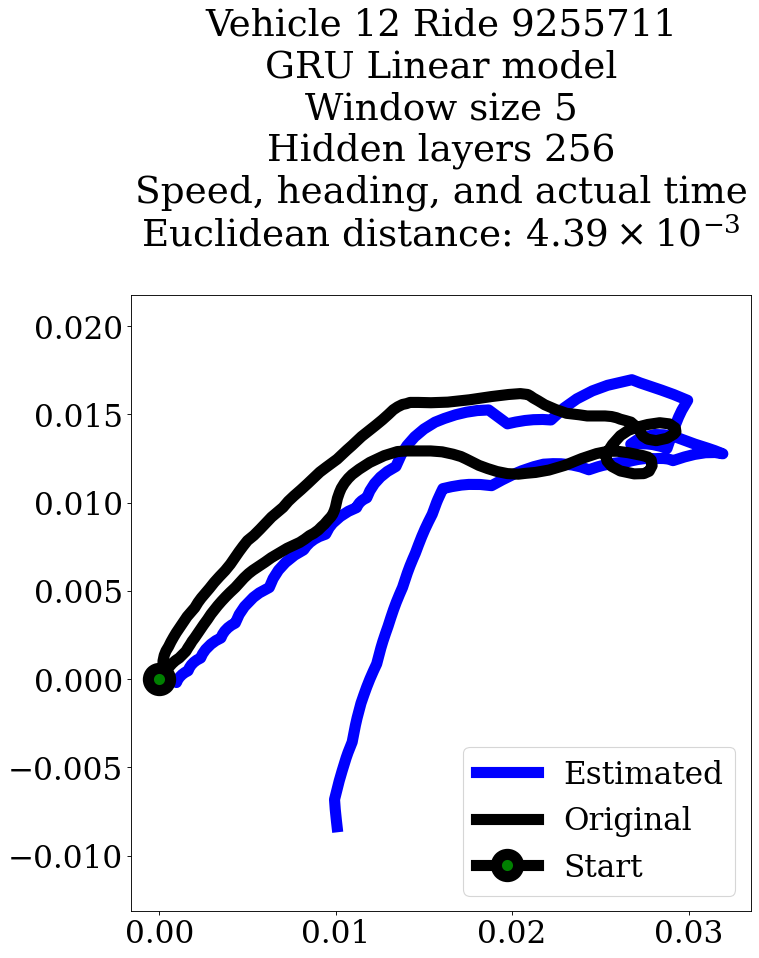 Vehicle 12 Ride 9255711
GRU Linear model
Window size 5
Hidden layers 256
Speed, heading, and actual time
Euclidean distance: 4.39 × 10⁻³
0.020
0.015
0.010
0.005
0.000
−0.005
−0.010
Estimated
Original
Start
0.00 0.01 0.02 0.03